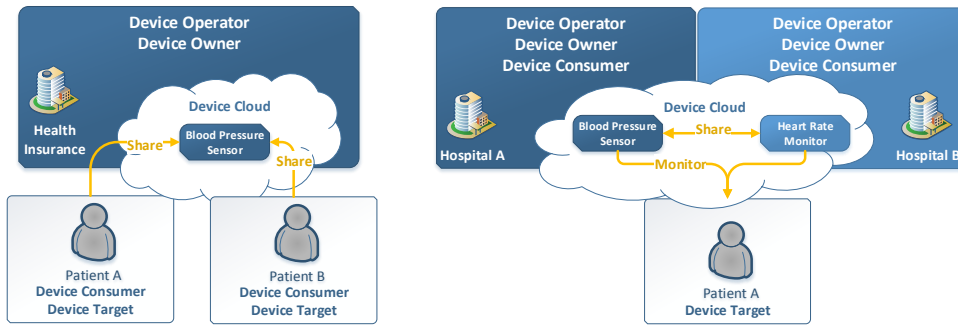 Device Operator
Device Owner
Health
Insurance
Device Cloud
Blood Pressure
Sensor
Share
Share
Patient A
Device Consumer
Device Target
Patient B
Device Consumer
Device Target
Device Operator
Device Owner
Device Consumer
Device Operator
Device Owner
Device Consumer
Hospital A
Hospital B
Device Cloud
Blood Pressure
Sensor
Share
Heart Rate
Monitor
Monitor
Patient A
Device Target